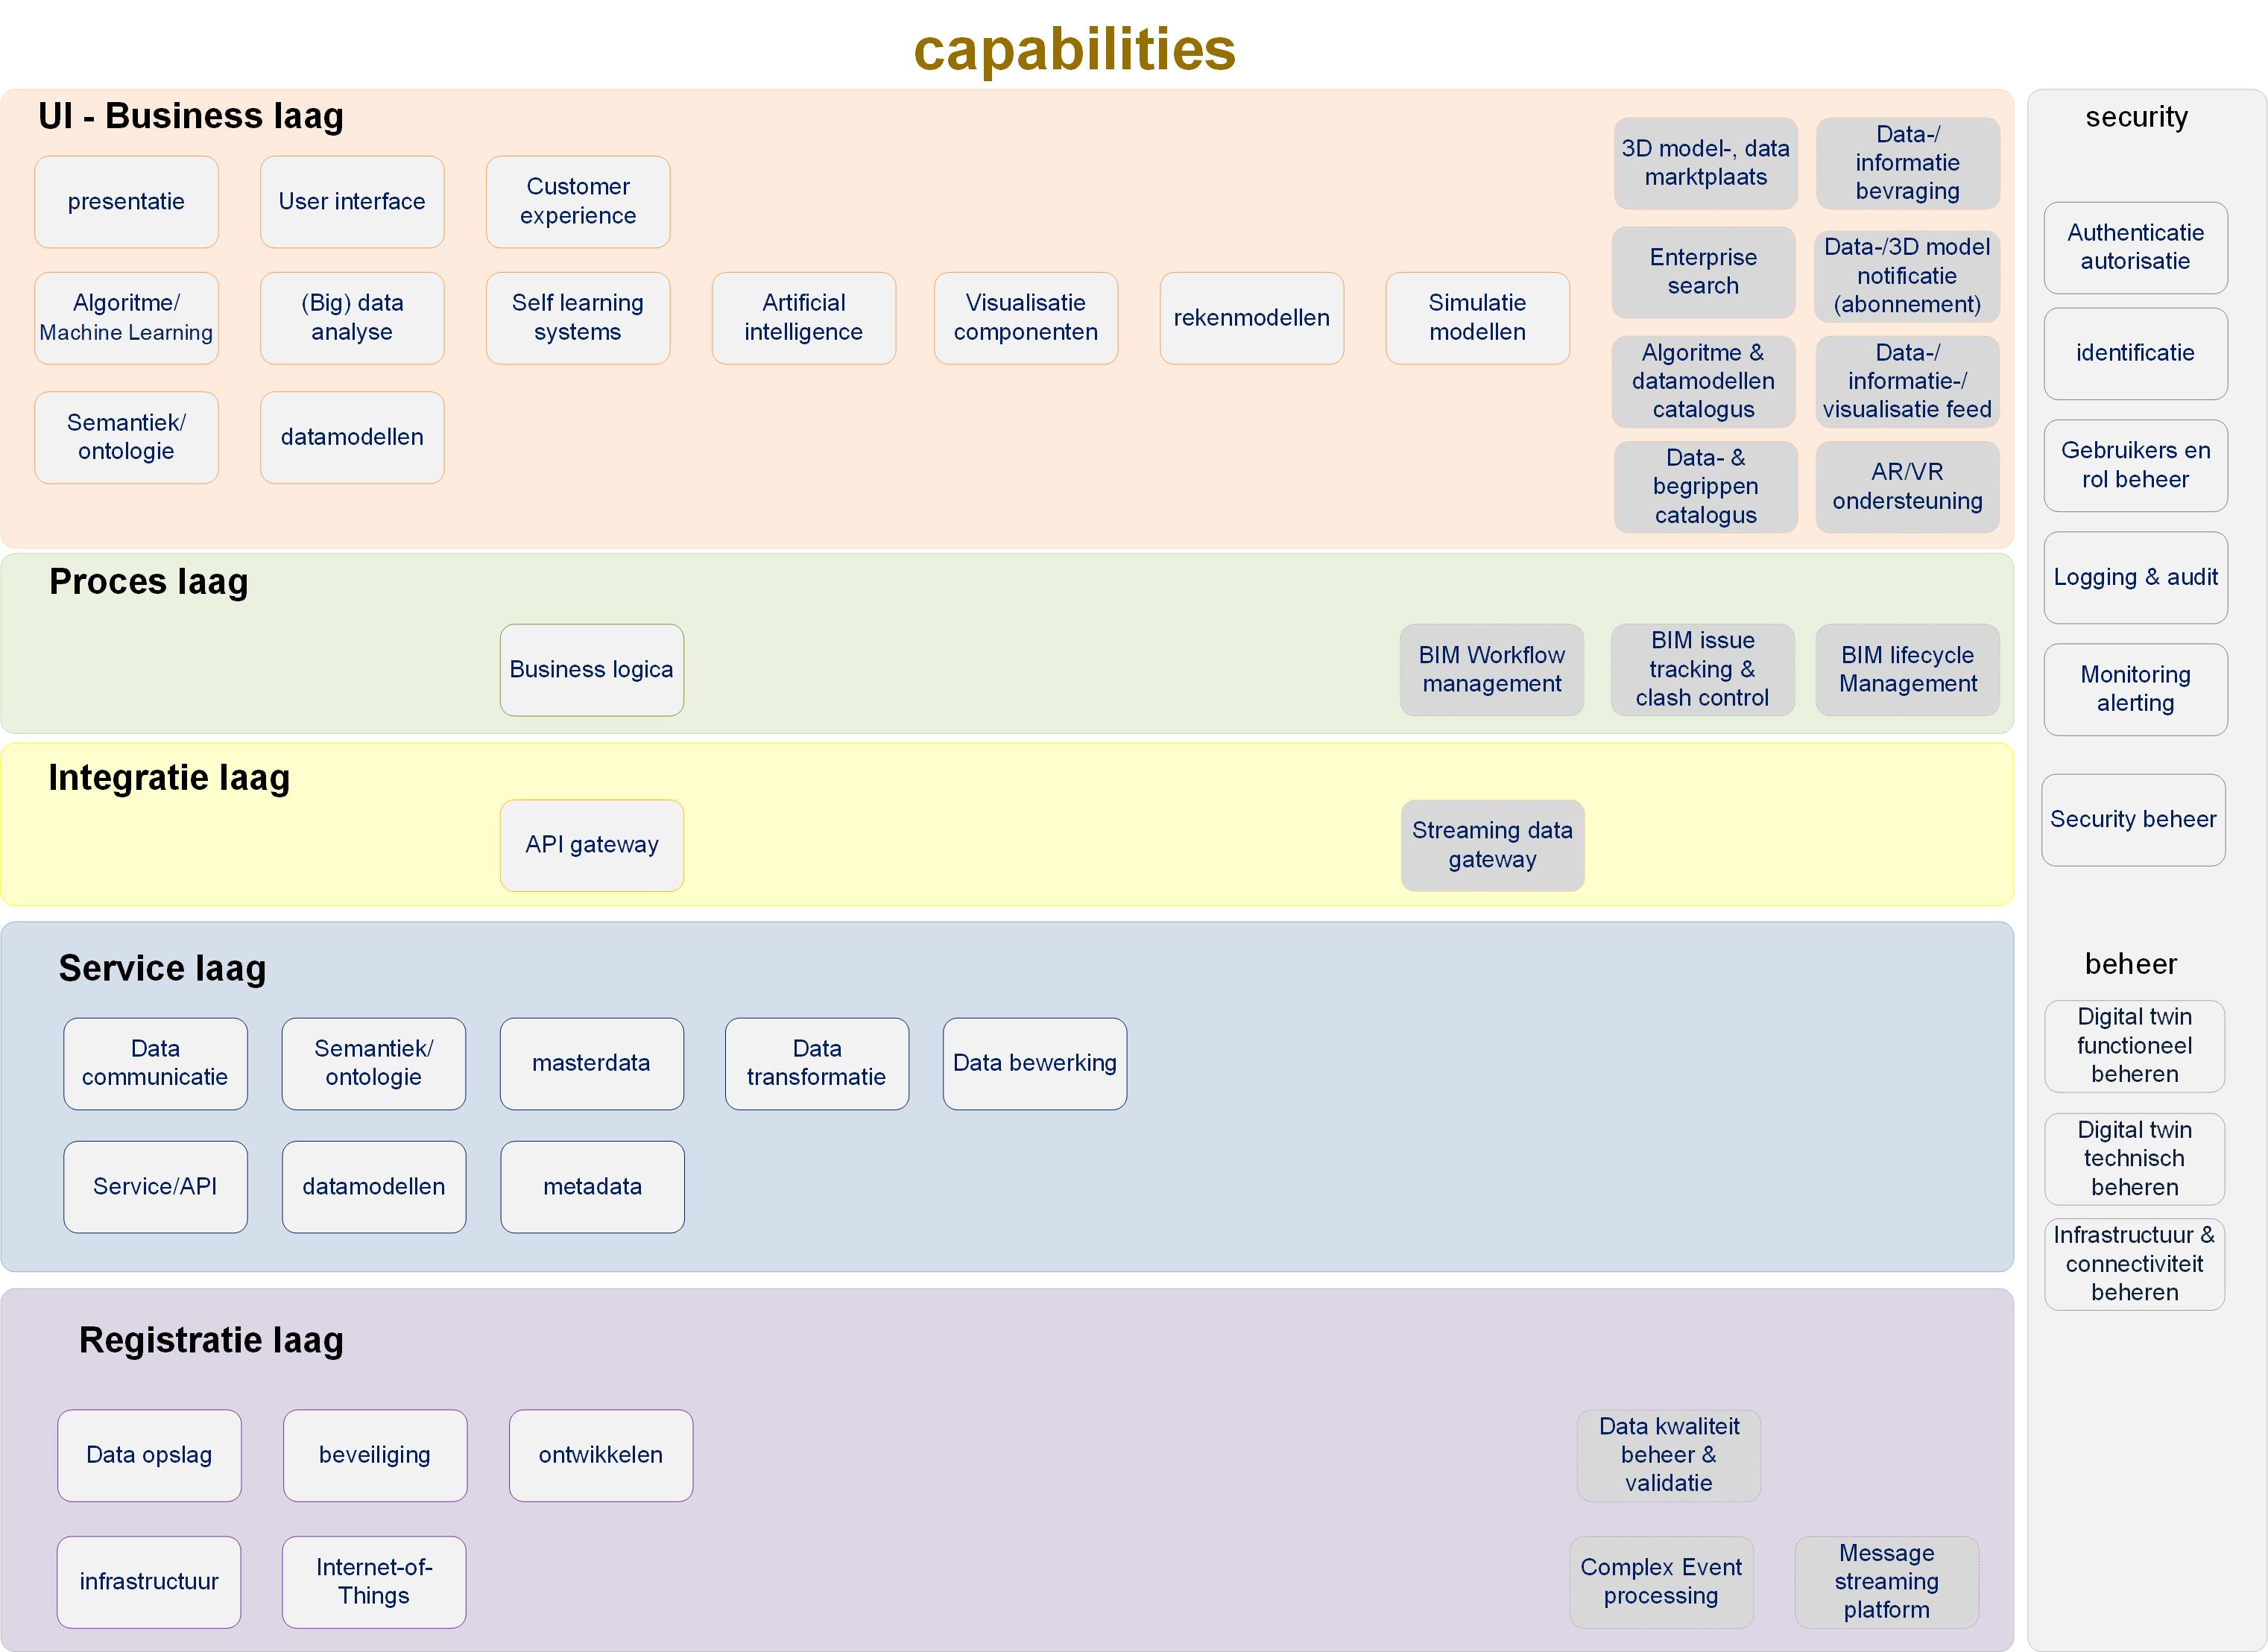 capabilities
UI - Business laag
presentatie
User interface
Customer
experience
3D model-, data
marktplaats
Data-/
informatie
bevraging
Algoritme/
Machine Learning
(Big) data
analyse
Self learning
systems
Artificial
intelligence
Visualisatie
componenten
rekenmodellen
Simulatie
modellen
Enterprise
search
Data-/3D model
notificatie
(abonnement)
Semantiek/
ontologie
datamodellen
Algoritme &
datamodellen
catalogus
Data-/
informatie-/
visualisatie feed
Data- &
begrippen
catalogus
AR/VR
ondersteuning
Proces laag
Business logica
BIM Workflow
management
BIM issue
tracking &
clash control
BIM lifecycle
Management
Integratie laag
API gateway
Streaming data
gateway
Service laag
Data
communicatie
Semantiek/
ontologie
masterdata
Data
transformatie
Data bewerking
Service/API
datamodellen
metadata
Registratie laag
Data opslag
beveiliging
ontwikkelen
Data kwaliteit
beheer &
validatie
infrastructuur
Internet-of-
Things
Complex Event
processing
Message
streaming
platform
security
Authenticatie
autorisatie
identificatie
Gebruikers en
rol beheer
Logging & audit
Monitoring
alerting
Security beheer
beheer
Digital twin
functioneel
beheren
Digital twin
technisch
beheren
Infrastructuur &
connectiviteit
beheren